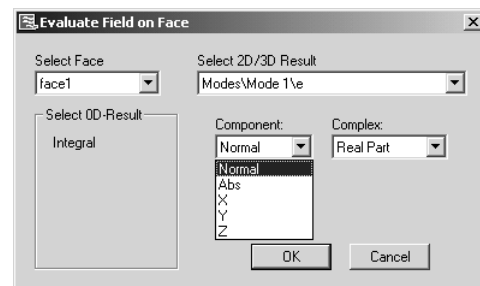 Evaluate Field on Face
Select Face
Select 2D/3D Result
face1
Modes\Mode 1\e
Select 0D-Result
Integral
Component:
Complex:
Normal
Real Part
Normal
Abs
X
Y
Z
OK
Cancel